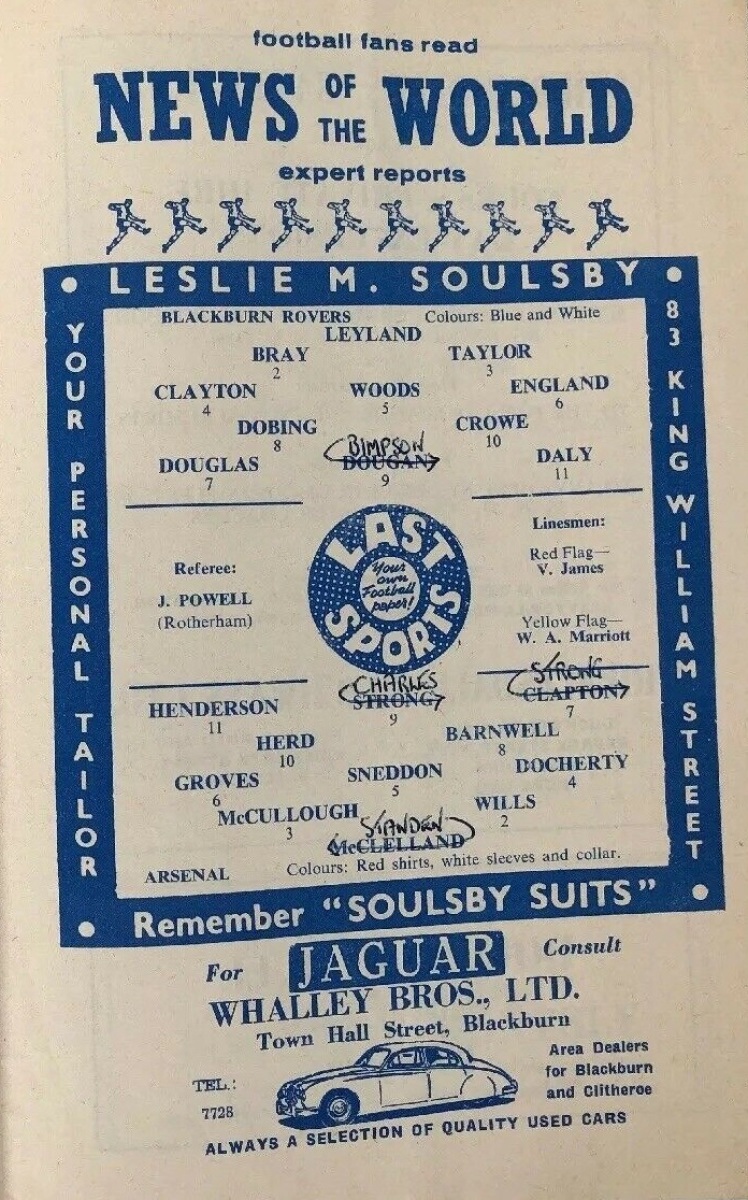 football fans read
NEWS OF THE WORLD
expert reports
• LESLIE M. SOULSBY •
YOUR PERSONAL TAILOR
83 KING WILLIAM STREET
BLACKBURN ROVERS Colours: Blue and White
LEYLAND
BRAY TAYLOR
2 3
CLAYTON WOODS ENGLAND
4 5 6
DOBING CROWE
8 10
BIMPSON
DOUGLAS DOUGAN DALY
7 9 11
LAST SPORTS
Your own Football paper!
Referee:
J. POWELL
(Rotherham)
Linesmen:
Red Flag—
V. James
Yellow Flag—
W. A. Marriott
CHARLES STRONG
HENDERSON STRONG CLAPTON
11 9 7
HERD BARNWELL
10 8
GROVES SNEDDON DOCHERTY
6 5 4
McCULLOUGH WILLS
3 2
STANDEN
McCLELLAND
ARSENAL Colours: Red shirts, white sleeves and collar.
• Remember "SOULSBY SUITS" •
For JAGUAR Consult
WHALLEY BROS., LTD.
Town Hall Street, Blackburn
TEL.:
7728
Area Dealers
for Blackburn
and Clitheroe
ALWAYS A SELECTION OF QUALITY USED CARS